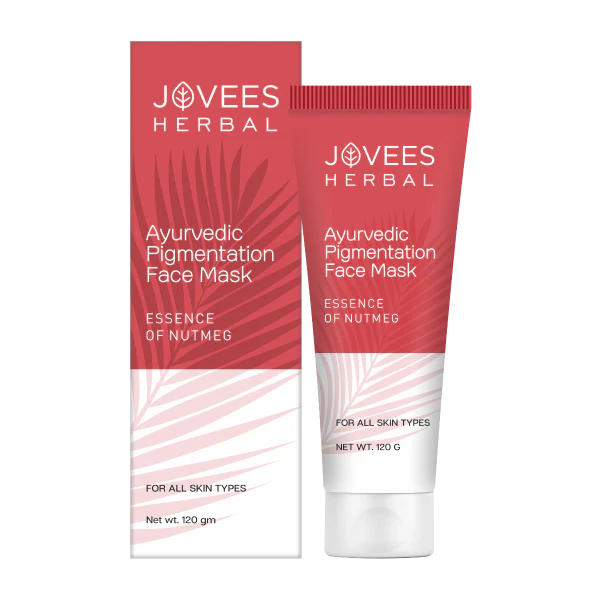 JOVEES
HERBAL
Ayurvedic
Pigmentation
Face Mask
ESSENCE
OF NUTMEG
FOR ALL SKIN TYPES
Net wt. 120 gm
JOVEES
HERBAL
Ayurvedic
Pigmentation
Face Mask
ESSENCE
OF NUTMEG
FOR ALL SKIN TYPES
NET WT. 120 G